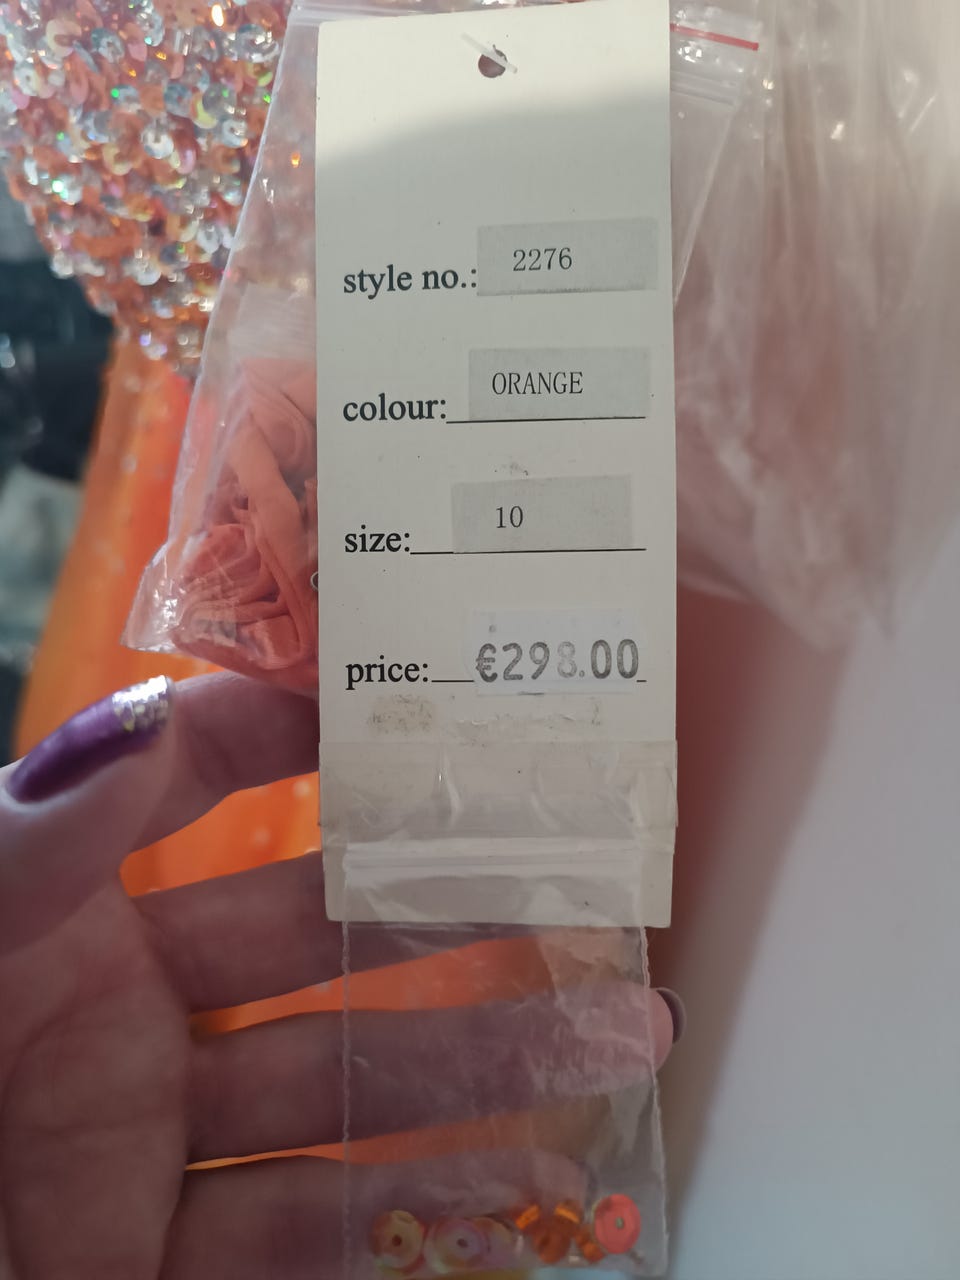 style no.: 2276
colour: ORANGE
size: 10
price: €298.00